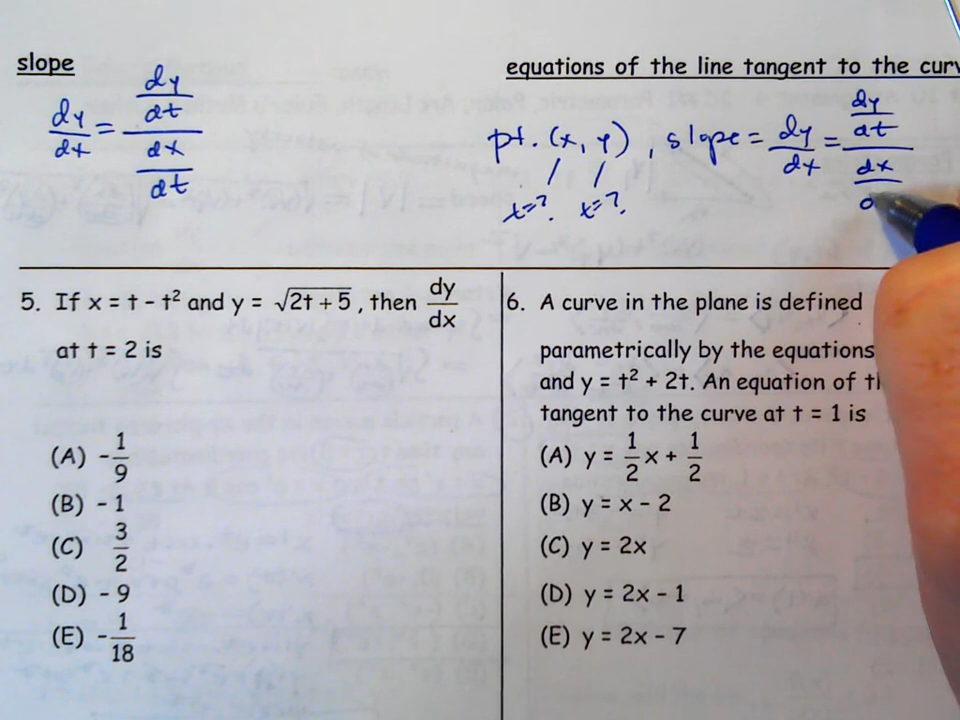 slope
dy/dx = (dy/dt)/(dx/dt)
equations of the line tangent to the curv
pt. (x, y), slope = dy/dx = (dy/dt)/(dx/
t=? t=?
5. If x = t - t² and y = √(2t + 5), then dy/dx
at t = 2 is
(A) -1/9
(B) - 1
(C) 3/2
(D) - 9
(E) -1/18
6. A curve in the plane is defined
parametrically by the equations
and y = t² + 2t. An equation of t
tangent to the curve at t = 1 is
(A) y = 1/2 x + 1/2
(B) y = x - 2
(C) y = 2x
(D) y = 2x - 1
(E) y = 2x - 7